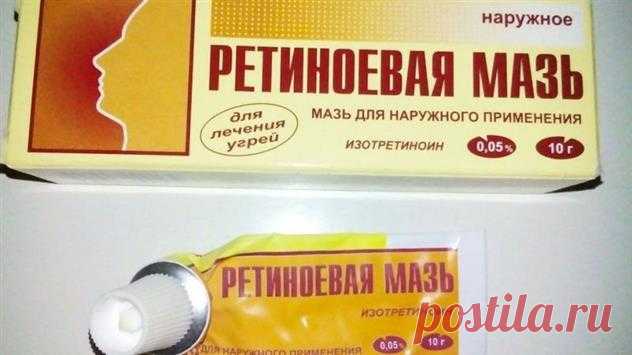 наружное
РЕТИНОЕВАЯ МАЗЬ
МАЗЬ ДЛЯ НАРУЖНОГО ПРИМЕНЕНИЯ
для
лечения
угрей
ИЗОТРЕТИНОИН 0,05% 10 г
РЕТИНОЕВАЯ МАЗЬ
ИЗОТРЕТИНОИН
ДЛЯ НАРУЖНОГО ПРИМЕНЕНИЯ 0,05% 10 г
postila.ru